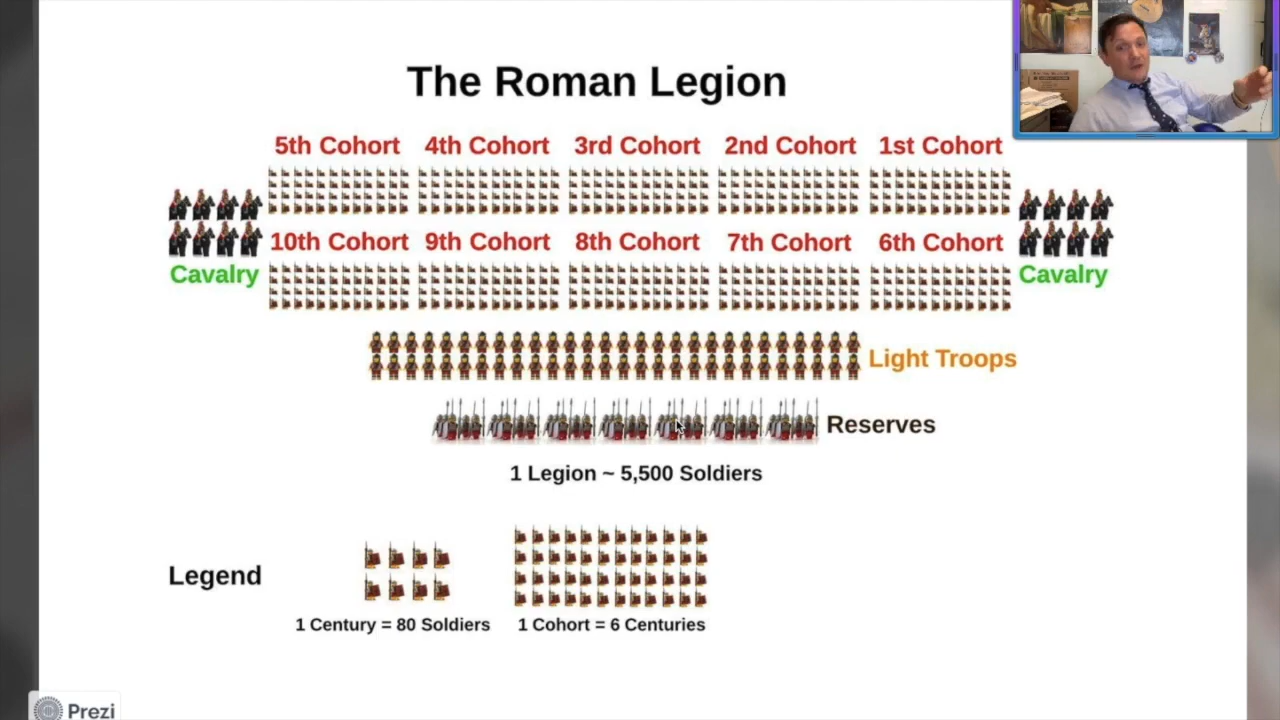 The Roman Legion
5th Cohort 4th Cohort 3rd Cohort 2nd Cohort 1st Cohort
10th Cohort 9th Cohort 8th Cohort 7th Cohort 6th Cohort
Cavalry Cavalry
Light Troops
Reserves
1 Legion ~ 5,500 Soldiers
Legend
1 Century = 80 Soldiers 1 Cohort = 6 Centuries
Prezi